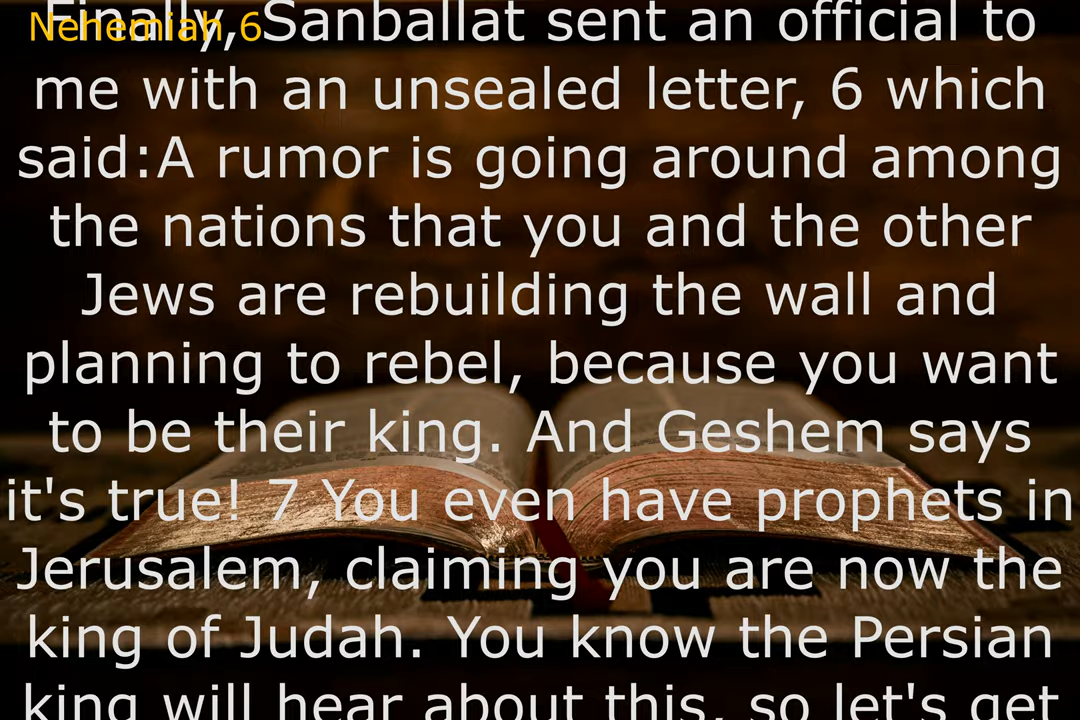 Nehemiah 6
Finally, Sanballat sent an official to
me with an unsealed letter, 6 which
said:A rumor is going around among
the nations that you and the other
Jews are rebuilding the wall and
planning to rebel, because you want
to be their king. And Geshem says
it's true! 7 You even have prophets in
Jerusalem, claiming you are now the
king of Judah. You know the Persian
king will hear about this, so let's get